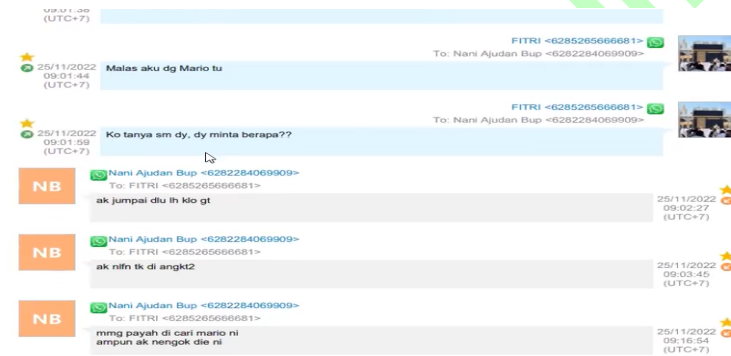 (UTC+7)
FITRI <6285265666681>
To: Nani Ajudan Bup <6282284069909>
25/11/2022
09:01:44
(UTC+7)
Malas aku dg Mario tu
FITRI <6285265666681>
To: Nani Ajudan Bup <6282284069909>
25/11/2022
09:01:59
(UTC+7)
Ko tanya sm dy, dy minta berapa??
NB
Nani Ajudan Bup <6282284069909>
To: FITRI <6285265666681>
ak jumpai dlu lh klo gt
25/11/2022
09:02:27
(UTC+7)
NB
Nani Ajudan Bup <6282284069909>
To: FITRI <6285265666681>
ak nlfn tk di angkt2
25/11/2022
09:03:45
(UTC+7)
NB
Nani Ajudan Bup <6282284069909>
To: FITRI <6285265666681>
mmg payah di cari mario ni
ampun ak nengok die ni
25/11/2022
09:16:54
(UTC+7)